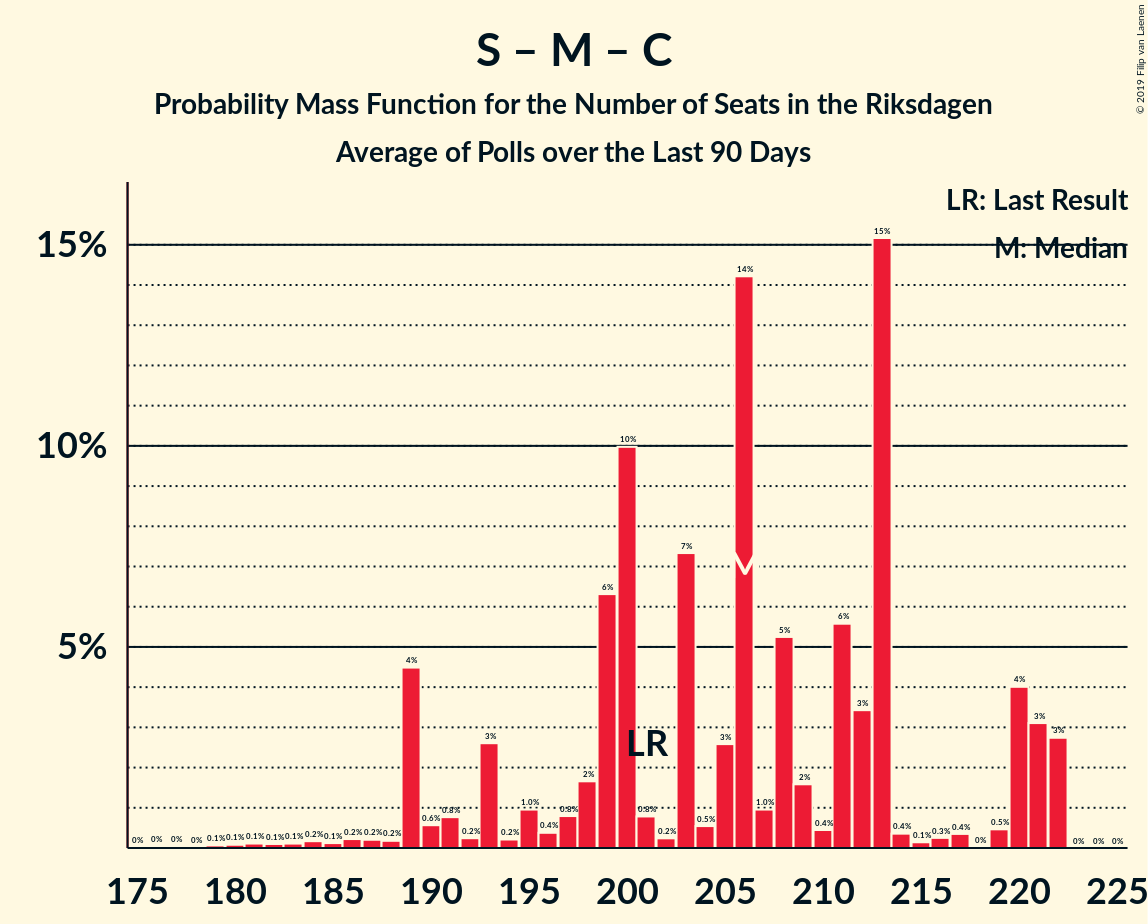 S – M – C
Probability Mass Function for the Number of Seats in the Riksdagen
Average of Polls over the Last 90 Days
© 2019 Filip van Laenen
LR: Last Result
M: Median
15%
10%
5%
0% 0% 0% 0% 0.1% 0.1% 0.1% 0.1% 0.1% 0.2% 0.1% 0.2% 0.2% 0.2% 4% 0.6% 0.8% 0.2% 3% 0.2% 1.0% 0.4% 0.8% 2% 6% 10% 0.8% 0.2% 7% 0.5% 3% 14% 1.0% 5% 2% 0.4% 6% 3% 15% 0.4% 0.1% 0.3% 0.4% 0% 0.5% 4% 3% 3% 0% 0% 0%
LR
M
175 180 185 190 195 200 205 210 215 220 225